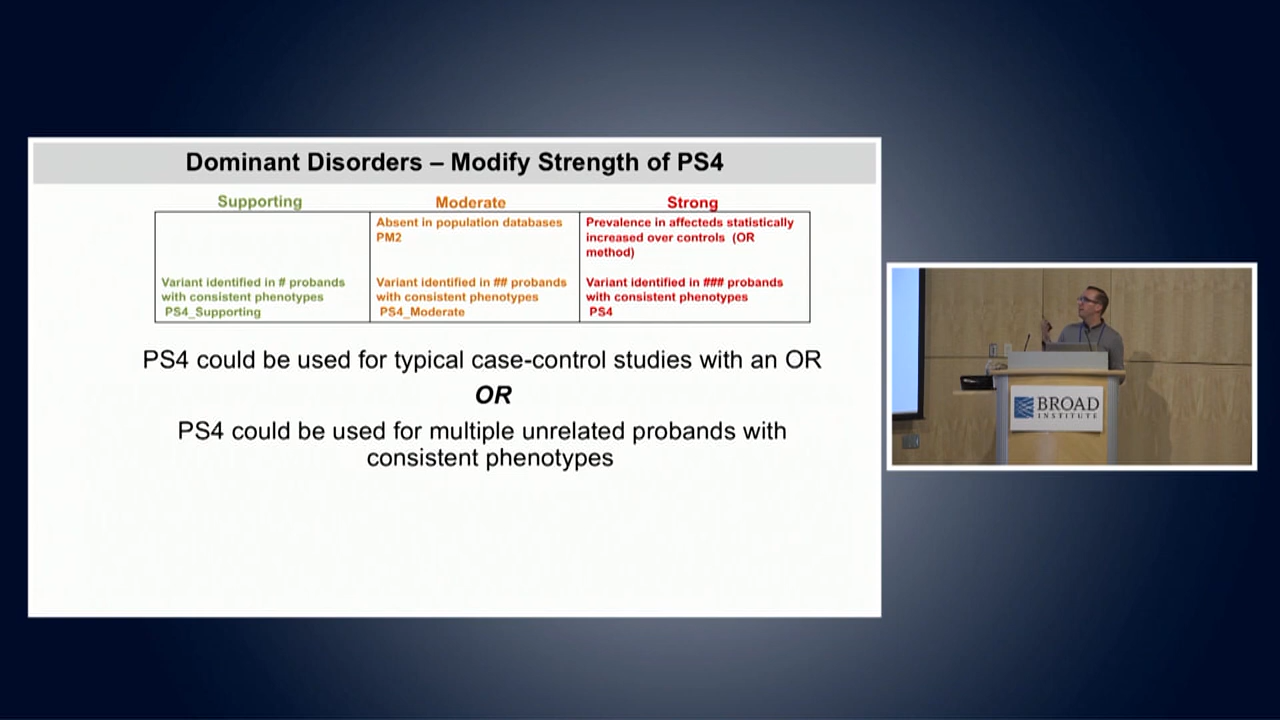 Dominant Disorders – Modify Strength of PS4
Supporting
Moderate
Strong
Absent in population databases
PM2
Prevalence in affecteds statistically
increased over controls (OR
method)
Variant identified in # probands
with consistent phenotypes
PS4_Supporting
Variant identified in ## probands
with consistent phenotypes
PS4_Moderate
Variant identified in ### probands
with consistent phenotypes
PS4
PS4 could be used for typical case-control studies with an OR
OR
PS4 could be used for multiple unrelated probands with
consistent phenotypes
BROAD
INSTITUTE